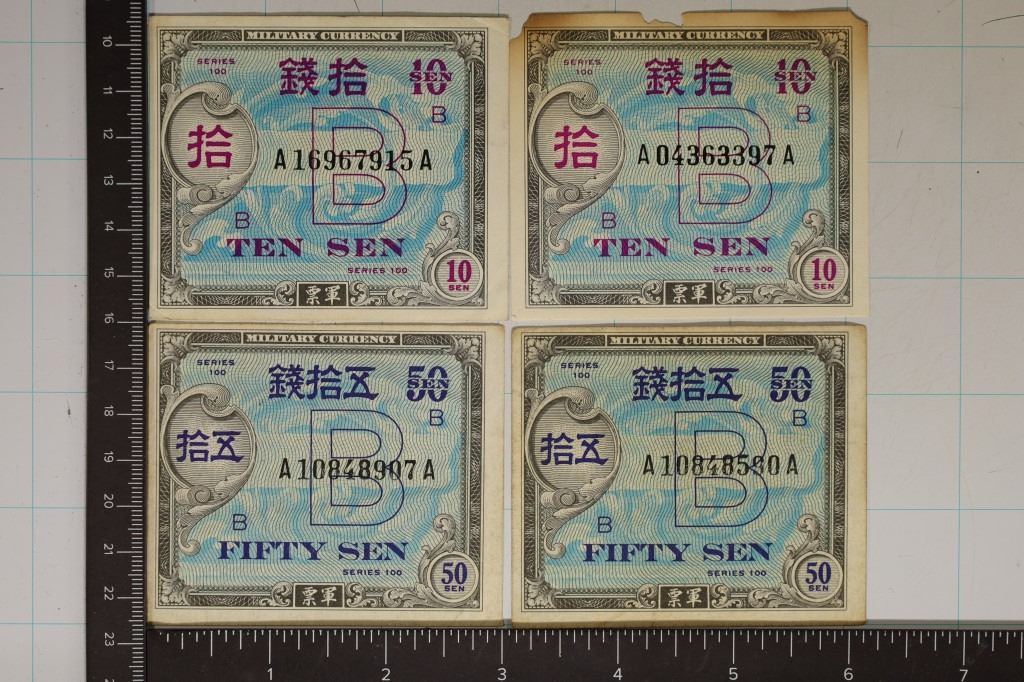 MILITARY CURRENCY
SERIES
100
錢拾
10
SEN
B
拾
B
A16967915A
B
TEN SEN
SERIES 100
10
SEN
票軍
MILITARY CURRENCY
SERIES
100
錢拾
10
SEN
B
拾
B
A04363397A
B
TEN SEN
SERIES 100
10
SEN
票軍
MILITARY CURRENCY
SERIES
100
錢拾五
50
SEN
B
拾五
B
A10848907A
B
FIFTY SEN
SERIES 100
50
SEN
票軍
MILITARY CURRENCY
SERIES
100
錢拾五
50
SEN
B
拾五
B
A10848580A
B
FIFTY SEN
SERIES 100
50
SEN
票軍
10
11
12
13
14
15
16
17
18
19
20
21
22
23
1 2 3 4 5 6 7